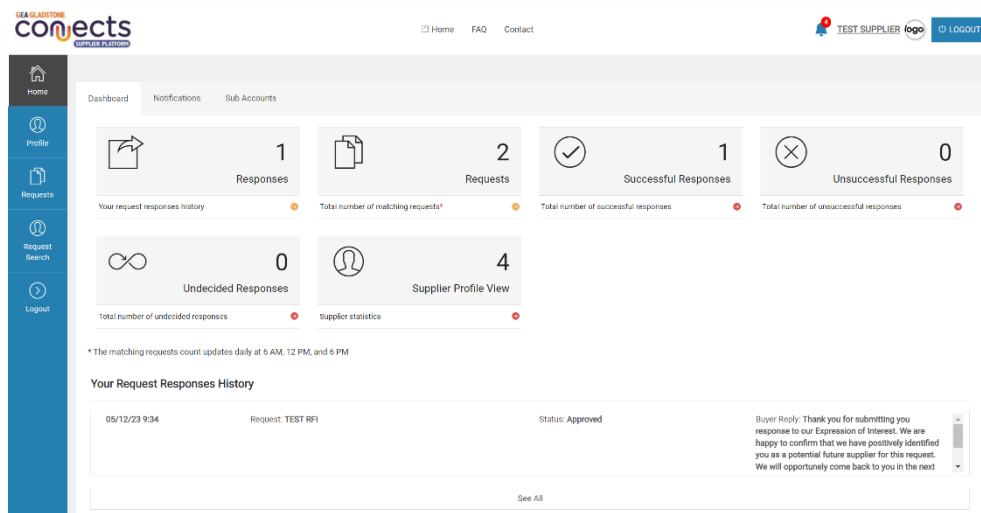 GEA GLADSTONE
connects
SUPPLIER PLATFORM
Home FAQ Contact
4
TEST SUPPLIER
logo
LOGOUT
Home
Profile
Requests
Request
Search
Logout
Dashboard Notifications Sub Accounts
1
Responses
Your request responses history
2
Requests
Total number of matching requests*
1
Successful Responses
Total number of successful responses
0
Unsuccessful Responses
Total number of unsuccessful responses
0
Undecided Responses
Total number of undecided responses
4
Supplier Profile View
Supplier statistics
* The matching requests count updates daily at 6 AM, 12 PM, and 6 PM
Your Request Responses History
05/12/23 9:34
Request: TEST RFI
Status: Approved
Buyer Reply: Thank you for submitting you
response to our Expression of Interest. We are
happy to confirm that we have positively identified
you as a potential future supplier for this request.
We will opportunely come back to you in the next
See All